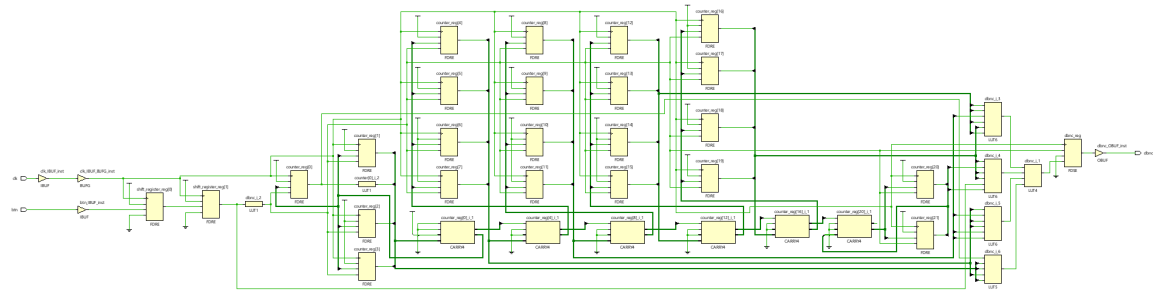 counter_reg[16]
FDRE
counter_reg[4]
FDRE
counter_reg[8]
FDRE
counter_reg[12]
FDRE
counter_reg[17]
FDRE
counter_reg[5]
FDRE
counter_reg[9]
FDRE
counter_reg[13]
FDRE
dbnc_i_3
LUT6
counter_reg[18]
FDRE
counter_reg[6]
FDRE
counter_reg[10]
FDRE
counter_reg[14]
FDRE
counter_reg[1]
FDRE
dbnc_reg
FDRE
dbnc_OBUF_inst
OBUF
dbnc
dbnc_i_4
LUT6
dbnc_i_1
LUT4
counter_reg[7]
FDRE
counter_reg[11]
FDRE
counter_reg[15]
FDRE
counter_reg[19]
FDRE
counter_reg[20]
FDRE
counter_reg[0]
FDRE
counter[0]_i_2
LUT1
clk
clk_IBUF_inst
IBUF
clk_IBUF_BUFG_inst
BUFG
shift_register_reg[0]
FDRE
shift_register_reg[1]
FDRE
dbnc_i_2
LUT1
btn
btn_IBUF_inst
IBUF
counter_reg[2]
FDRE
counter_reg[3]
FDRE
counter_reg[0]_i_1
CARRY4
counter_reg[4]_i_1
CARRY4
counter_reg[8]_i_1
CARRY4
counter_reg[12]_i_1
CARRY4
counter_reg[16]_i_1
CARRY4
counter_reg[20]_i_1
CARRY4
counter_reg[21]
FDRE
dbnc_i_5
LUT6
dbnc_i_6
LUT5